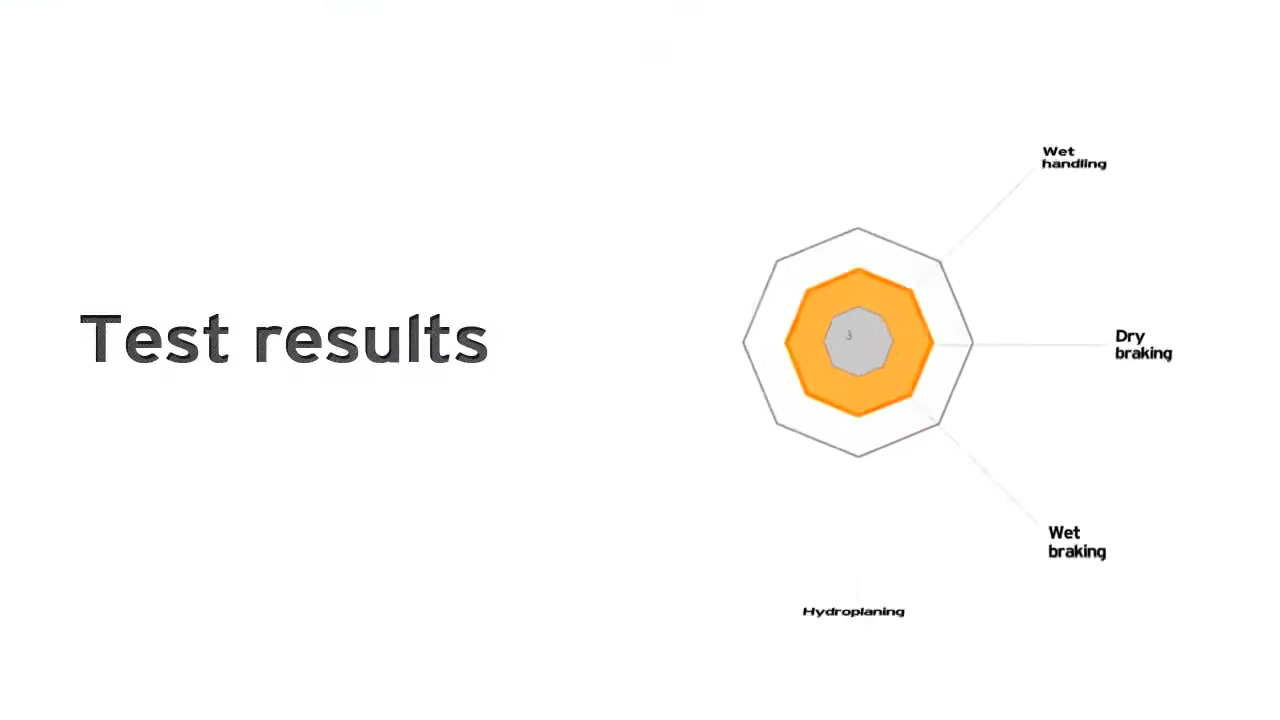 Test results
Wet
handling
Dry
braking
Wet
braking
Hydroplaning